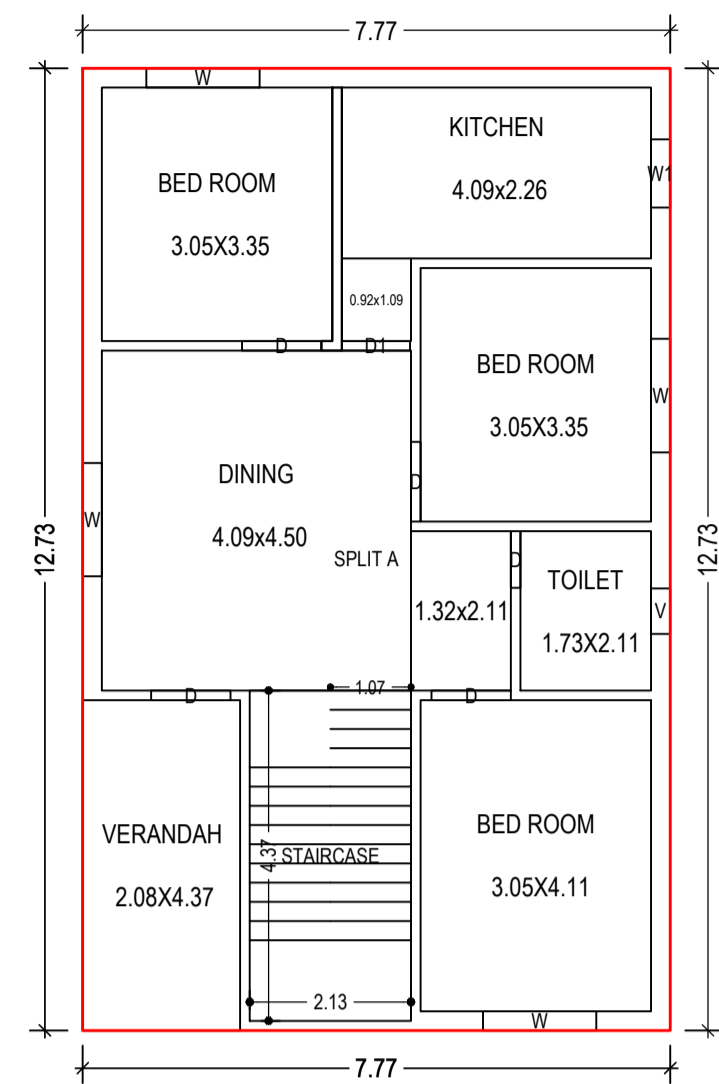 7.77
W
KITCHEN
4.09x2.26
W1
BED ROOM
3.05X3.35
0.92x1.09
D
D1
BED ROOM
3.05X3.35
W
D
DINING
4.09x4.50
W
12.73
12.73
SPLIT A
D
TOILET
1.73X2.11
V
1.32x2.11
1.07
D
D
VERANDAH
2.08X4.37
4.37
STAIRCASE
BED ROOM
3.05X4.11
2.13
W
7.77